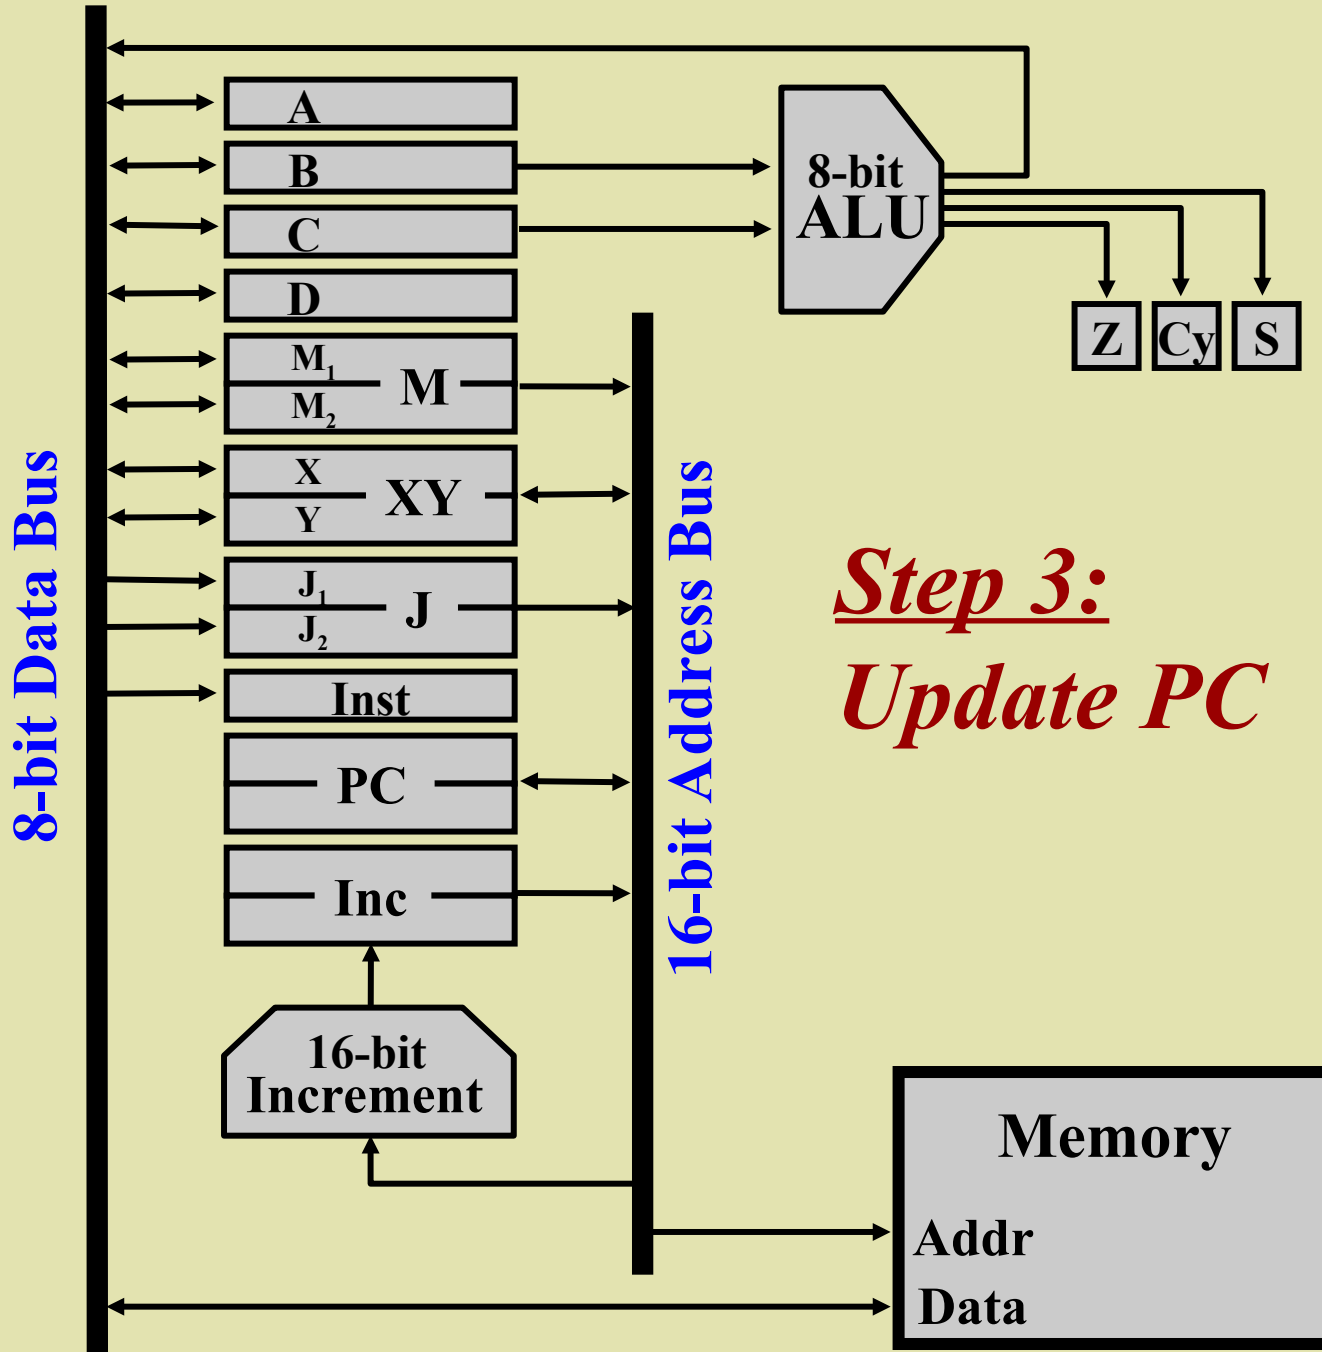 A
B
C
D
M₁
M
M₂
X
XY
Y
J₁
J
J₂
Inst
PC
Inc
16-bit
Increment
8-bit Data Bus
16-bit Address Bus
8-bit
ALU
Z
Cy
S
Step 3:
Update PC
Memory
Addr
Data